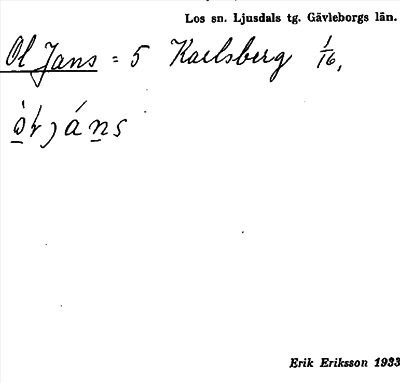 Los sn. Ljusdals tg. Gävleborgs län.
Ol Jans = 5 Karlsberg 1/16,
Erik Eriksson 1933